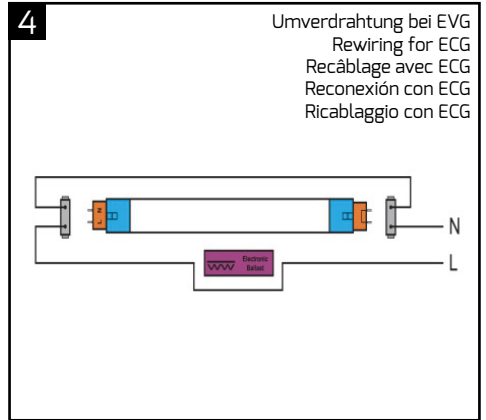 4
Umverdrahtung bei EVG
Rewiring for ECG
Recâblage avec ECG
Reconexión con ECG
Ricablaggio con ECG
L N
N
Electronic
Ballast
L